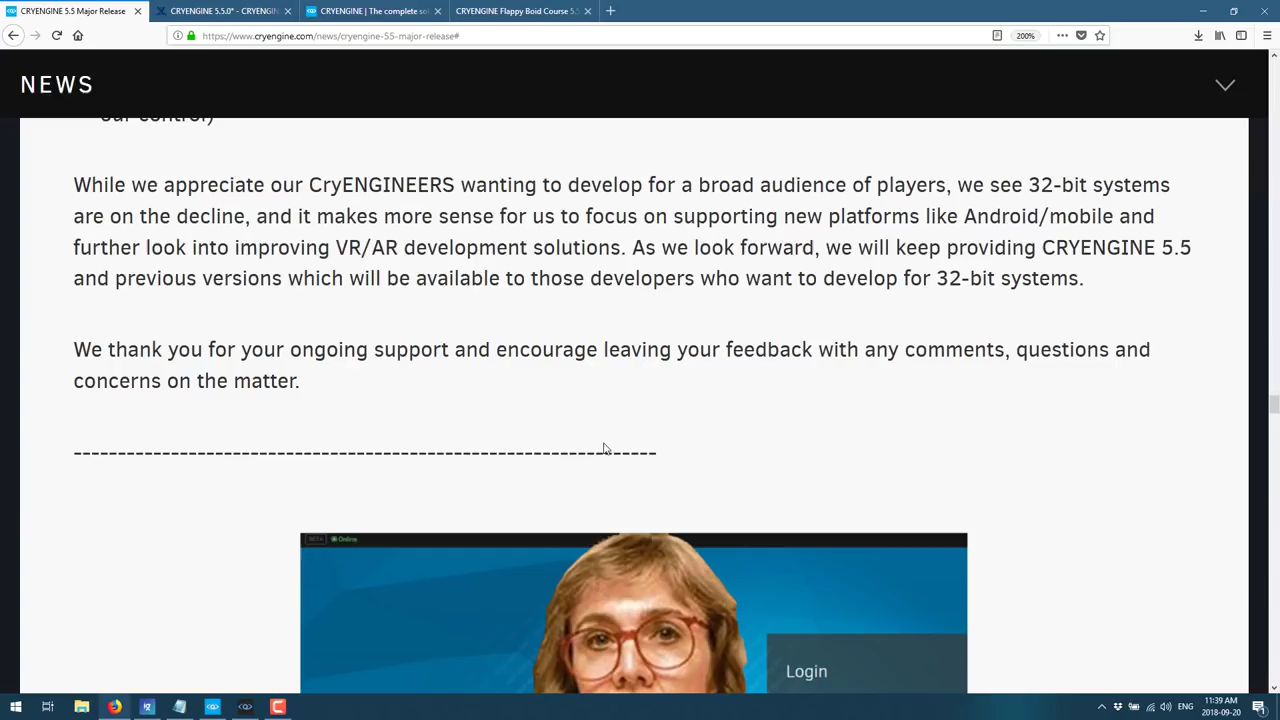 CRYENGINE 5.5 Major Release
CRYENGINE 5.5.0* - CRYENGIN
CRYENGINE | The complete so
CRYENGINE Flappy Boid Course 5.5
https://www.cryengine.com/news/cryengine-55-major-release#
200%
NEWS
our control)
While we appreciate our CryENGINEERS wanting to develop for a broad audience of players, we see 32-bit systems
are on the decline, and it makes more sense for us to focus on supporting new platforms like Android/mobile and
further look into improving VR/AR development solutions. As we look forward, we will keep providing CRYENGINE 5.5
and previous versions which will be available to those developers who want to develop for 32-bit systems.
We thank you for your ongoing support and encourage leaving your feedback with any comments, questions and
concerns on the matter.
-----------------------------------------------------------------
BETA Online
Login
ENG
11:39 AM
2018-09-20